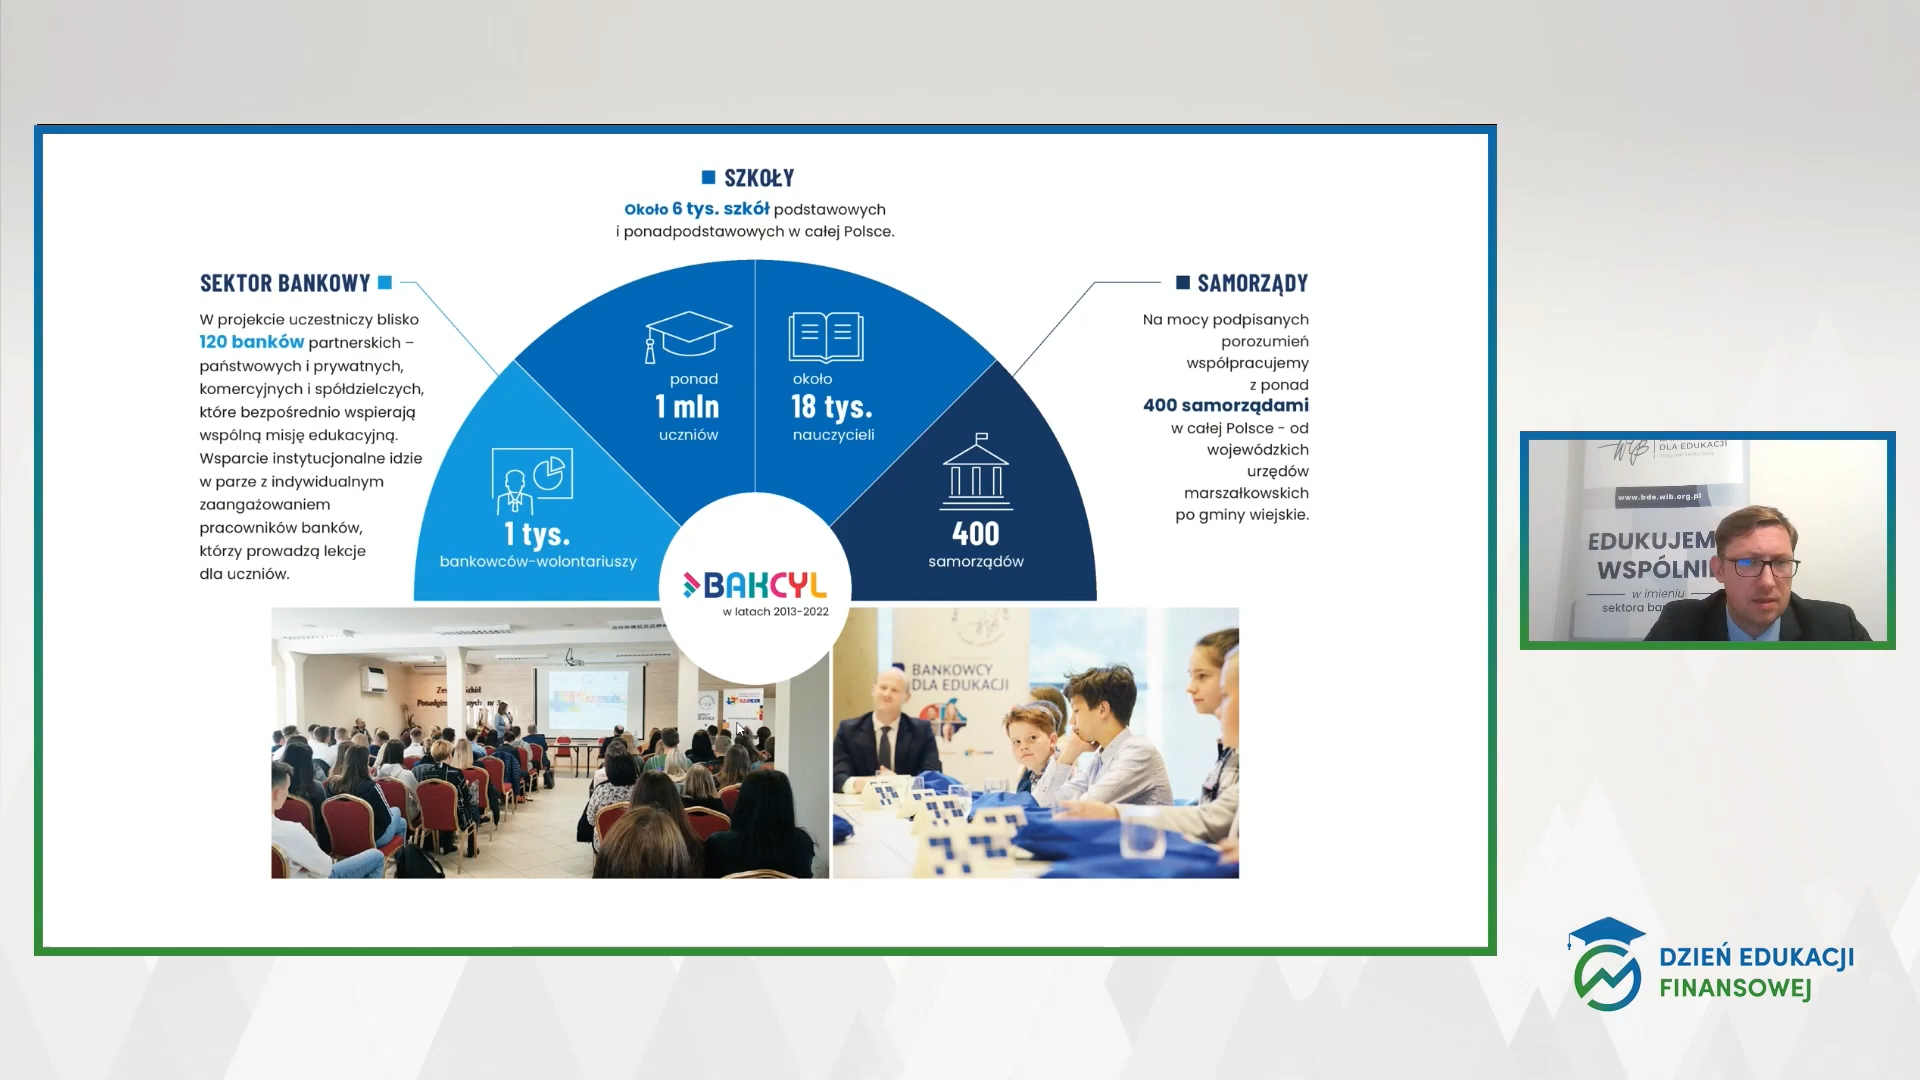 SZKOŁY
Około 6 tys. szkół podstawowych
i ponadpodstawowych w całej Polsce.
SEKTOR BANKOWY
W projekcie uczestniczy blisko
120 banków partnerskich –
państwowych i prywatnych,
komercyjnych i spółdzielczych,
które bezpośrednio wspierają
wspólną misję edukacyjną.
Wsparcie instytucjonalne idzie
w parze z indywidualnym
zaangażowaniem
pracowników banków,
którzy prowadzą lekcje
dla uczniów.
1 tys.
bankowców-wolontariuszy
ponad
1 mln
uczniów
około
18 tys.
nauczycieli
400
samorządów
SAMORZĄDY
Na mocy podpisanych
porozumień
współpracujemy
z ponad
400 samorządami
w całej Polsce - od
wojewódzkich
urzędów
marszałkowskich
po gminy wiejskie.
BAKCYL
w latach 2013-2022
BANKOWCY
DLA EDUKACJI
WIB
DLA EDUKACJI
www.bde.wib.org.pl
EDUKUJEM
WSPÓLNI
w imieniu
sektora ba
DZIEŃ EDUKACJI
FINANSOWEJ